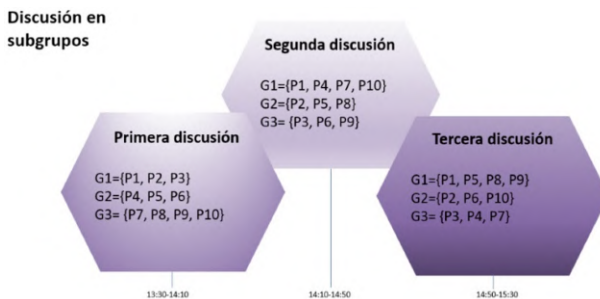 Discusión en
subgrupos
Primera discusión
G1={P1, P2, P3}
G2={P4, P5, P6}
G3= {P7, P8, P9, P10}
13:30-14:10
Segunda discusión
G1={P1, P4, P7, P10}
G2={P2, P5, P8}
G3= {P3, P6, P9}
14:10-14:50
Tercera discusión
G1={P1, P5, P8, P9}
G2={P2, P6, P10}
G3= {P3, P4, P7}
14:50-15:30